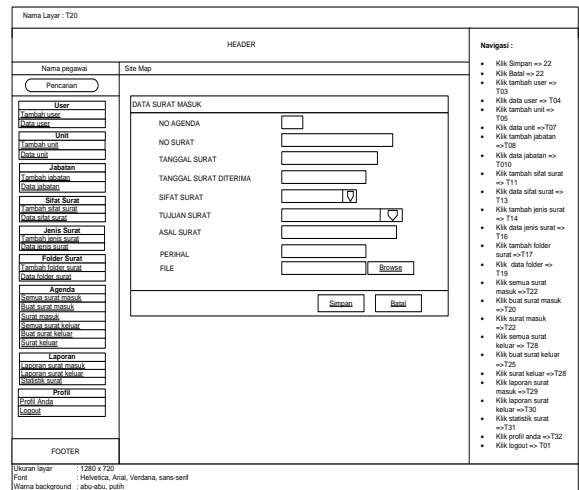 Nama Layar : T20
HEADER
Nama pegawai
Site Map
Pencarian
User
Tambah user
Data user
Unit
Tambah unit
Data unit
Jabatan
Tambah jabatan
Data jabatan
Sifat Surat
Tambah sifat surat
Data sifat surat
Jenis Surat
Tambah jenis surat
Data jenis surat
Folder Surat
Tambah folder surat
Data folder surat
Agenda
Semua surat masuk
Buat surat masuk
Surat masuk
Semua surat keluar
Buat surat keluar
Surat keluar
Laporan
Laporan surat masuk
Laporan surat keluar
Statistik surat
Profil
Profil Anda
Logout
FOOTER
DATA SURAT MASUK
NO AGENDA
NO SURAT
TANGGAL SURAT
TANGGAL SURAT DITERIMA
SIFAT SURAT
TUJUAN SURAT
ASAL SURAT
PERIHAL
FILE
Browse
Simpan
Batal
Navigasi :
• Klik Simpan => 22
• Klik Batal => 22
• Klik tambah user =>
T03
• Klik data user => T04
• Klik tambah unit =>
T05
• Klik data unit =>T07
• Klik tambah jabatan
=>T08
• Klik data jabatan =>
T010
• Klik tambah sifat surat
=> T11
• Klik data sifat surat =>
T13
• Klik tambah jenis surat
=> T14
• Klik data jenis surat =>
T16
• Klik tambah folder
surat =>T17
• Klik data folder =>
T19
• Klik semua surat
masuk =>T22
• Klik buat surat masuk
=>T20
• Klik surat masuk
=>T22
• Klik semua surat
keluar => T28
• Klik buat surat keluar
=>T25
• Klik surat keluar =>T28
• Klik laporan surat
masuk =>T29
• Klik laporan surat
keluar =>T30
• Klik statistik surat
=>T31
• Klik profil anda =>T32
• Klik logout => T01
Ukuran layar : 1280 x 720
Font : Helvetica, Arial, Verdana, sans-serif
Warna background : abu-abu, putih